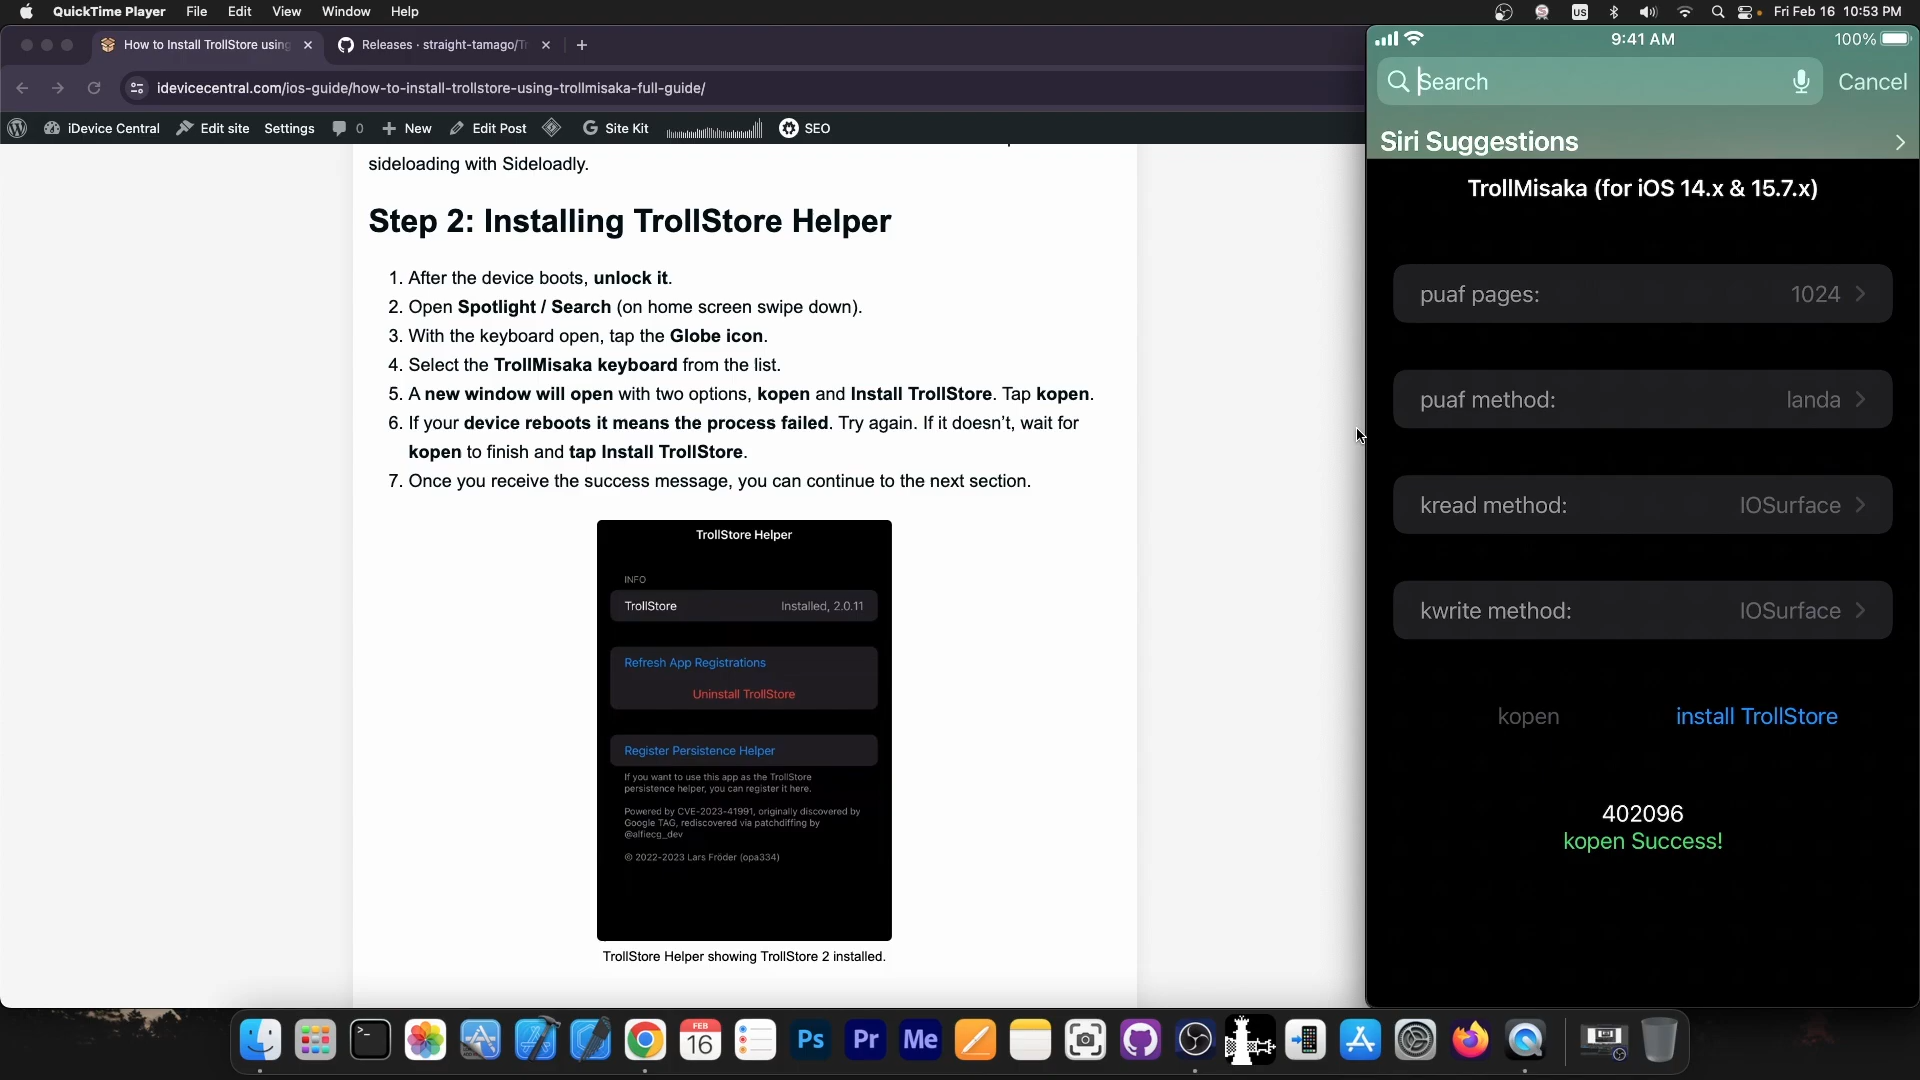 QuickTime Player File Edit View Window Help
US
Fri Feb 16 10:53 PM
How to Install TrollStore using
Releases · straight-tamago/Tr
idevicecentral.com/ios-guide/how-to-install-trollstore-using-trollmisaka-full-guide/
iDevice Central Edit site Settings 0 New Edit Post Site Kit SEO
sideloading with Sideloadly.
Step 2: Installing TrollStore Helper
1. After the device boots, unlock it.
2. Open Spotlight / Search (on home screen swipe down).
3. With the keyboard open, tap the Globe icon.
4. Select the TrollMisaka keyboard from the list.
5. A new window will open with two options, kopen and Install TrollStore. Tap kopen.
6. If your device reboots it means the process failed. Try again. If it doesn’t, wait for
kopen to finish and tap Install TrollStore.
7. Once you receive the success message, you can continue to the next section.
TrollStore Helper
INFO
TrollStore Installed, 2.0.11
Refresh App Registrations
Uninstall TrollStore
Register Persistence Helper
If you want to use this app as the TrollStore
persistence helper, you can register it here.
Powered by CVE-2023-41991, originally discovered by
Google TAG, rediscovered via patchdiffing by
@alfiecg_dev
© 2022-2023 Lars Fröder (opa334)
TrollStore Helper showing TrollStore 2 installed.
9:41 AM
100%
Search
Cancel
Siri Suggestions
TrollMisaka (for iOS 14.x & 15.7.x)
puaf pages: 1024
puaf method: landa
kread method: IOSurface
kwrite method: IOSurface
kopen install TrollStore
402096
kopen Success!
FEB
16
Ps
Pr
Me